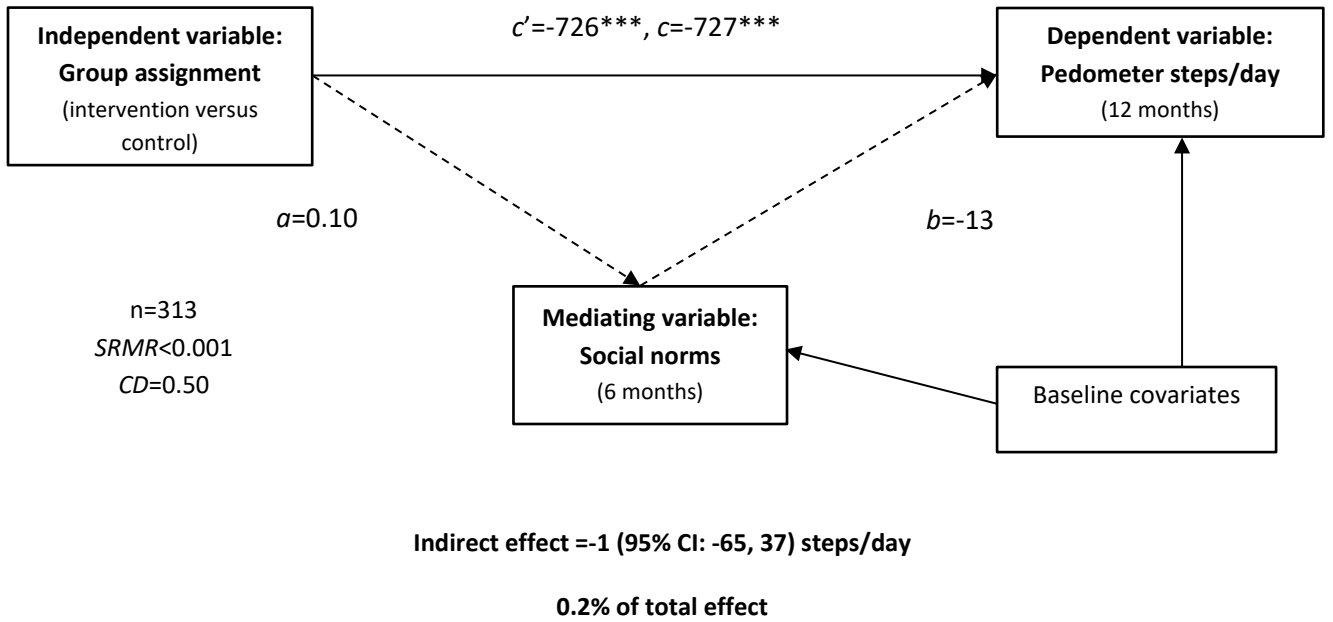 Independent variable:
Group assignment
(intervention versus
control)
c’=-726***, c=-727***
Dependent variable:
Pedometer steps/day
(12 months)
a=0.10
b=-13
n=313
SRMR<0.001
CD=0.50
Mediating variable:
Social norms
(6 months)
Baseline covariates
Indirect effect =-1 (95% CI: -65, 37) steps/day
0.2% of total effect